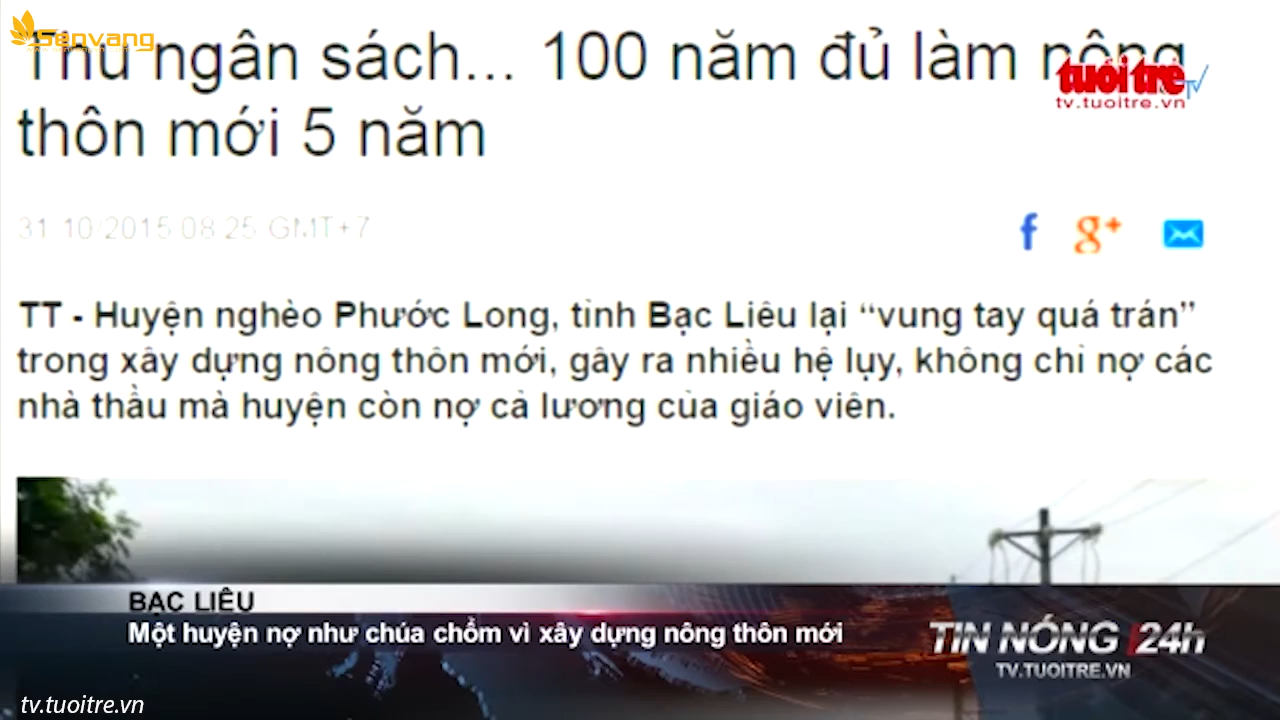 Senvang
Thu ngân sách... 100 năm đủ làm nông
tuoitre TV
tv.tuoitre.vn
thôn mới 5 năm
31/10/2015 08:25 GMT+7
f g+
TT - Huyện nghèo Phước Long, tỉnh Bạc Liêu lại “vung tay quá trán”
trong xây dựng nông thôn mới, gây ra nhiều hệ lụy, không chỉ nợ các
nhà thầu mà huyện còn nợ cả lương của giáo viên.
BẠC LIÊU
Một huyện nợ như chúa chổm vì xây dựng nông thôn mới
TIN NÓNG 24h
TV.TUOITRE.VN
tv.tuoitre.vn